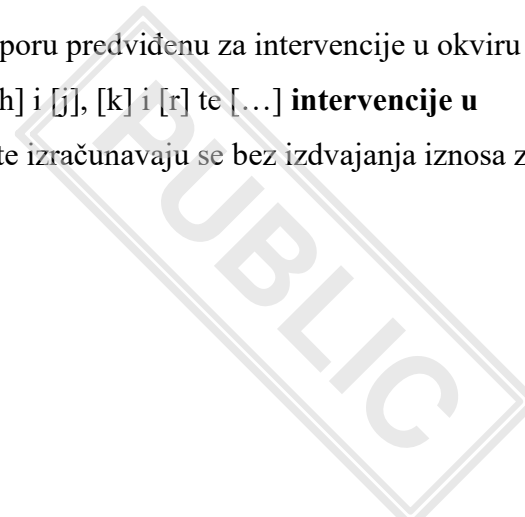 poru predviđenu za intervencije u okviru
h] i [j], [k] i [r] te […] intervencije u
te izračunavaju se bez izdvajanja iznosa z
PUBLIC